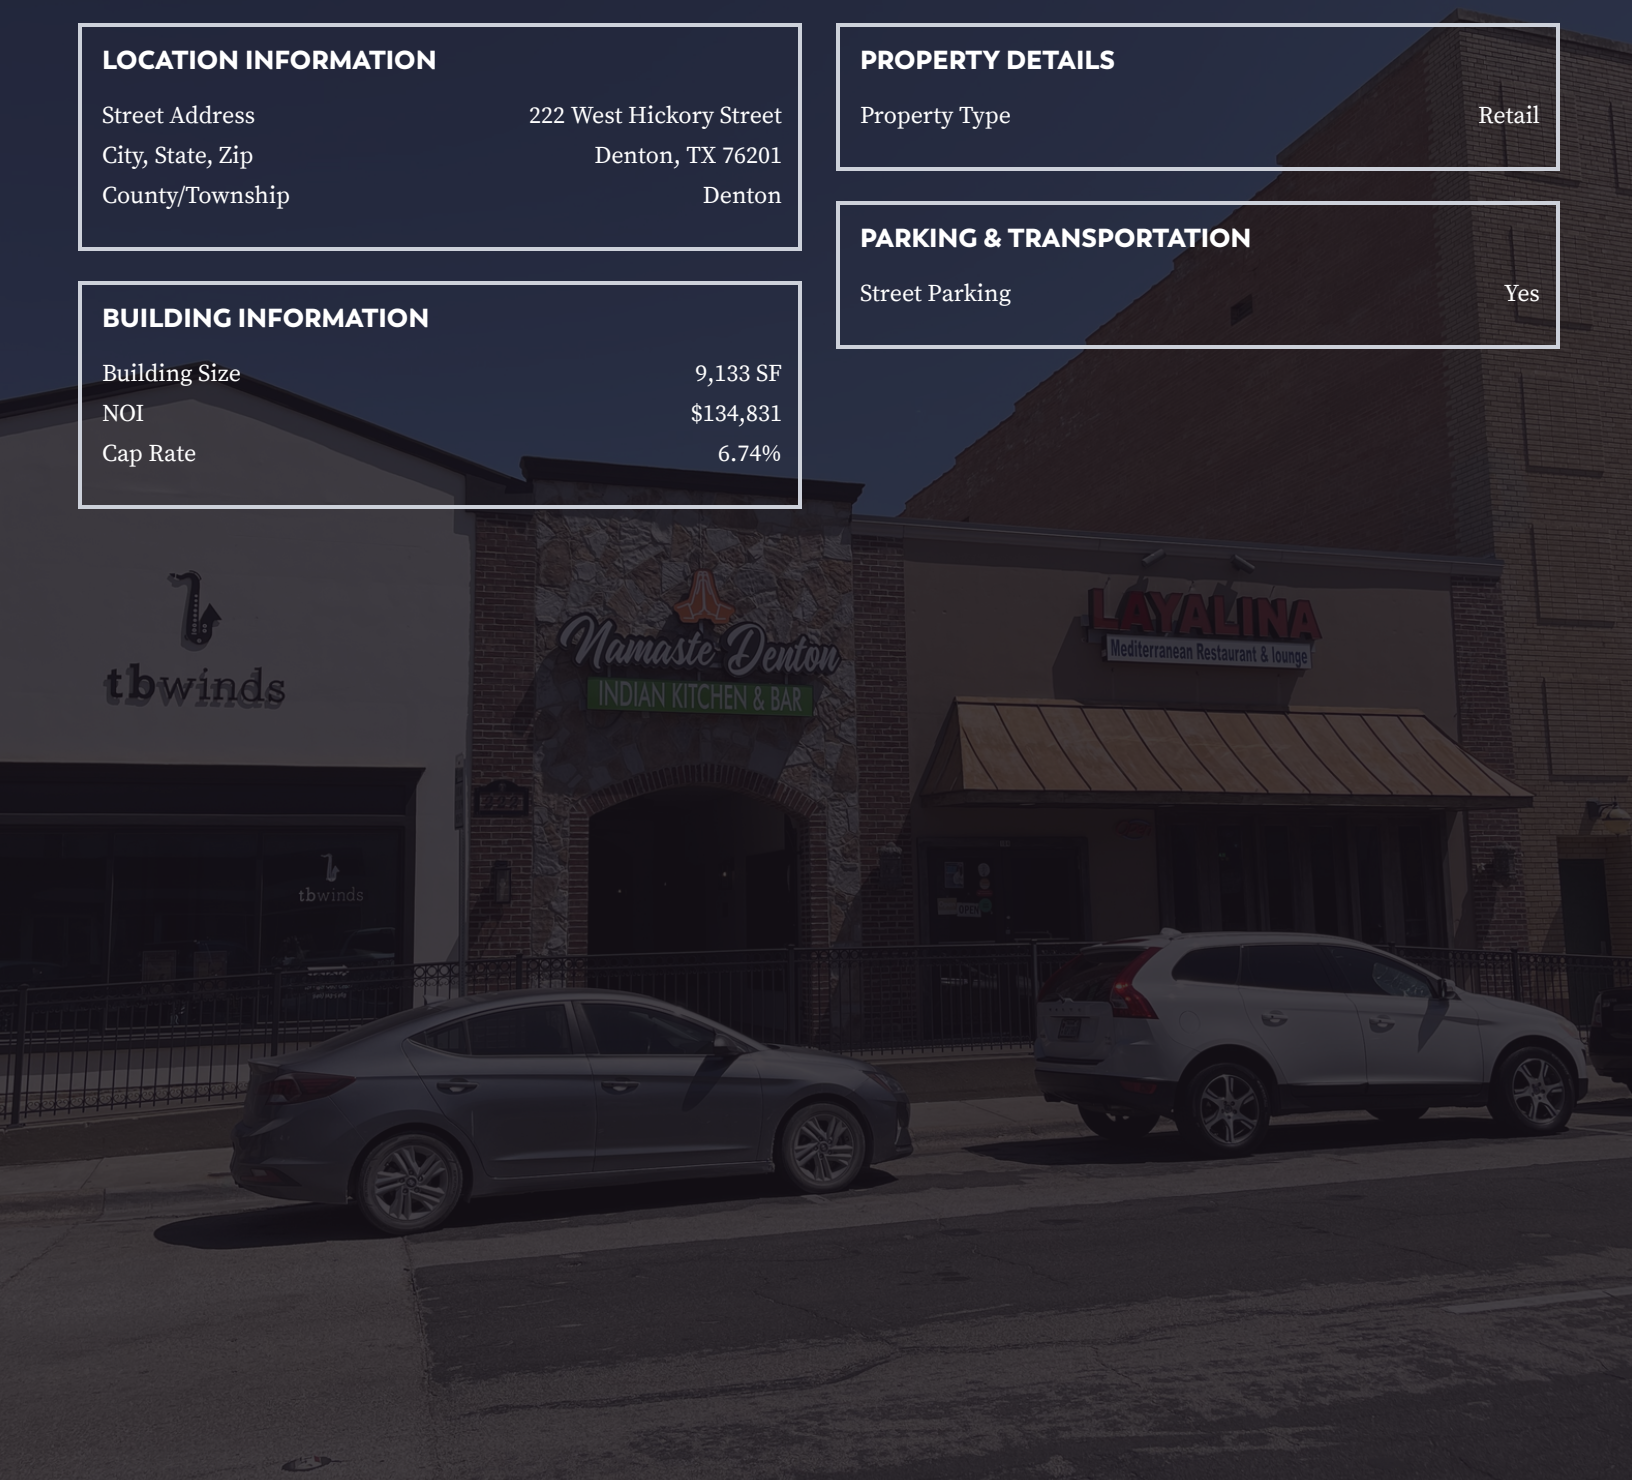 LOCATION INFORMATION
Street Address 222 West Hickory Street
City, State, Zip Denton, TX 76201
County/Township Denton
BUILDING INFORMATION
Building Size 9,133 SF
NOI $134,831
Cap Rate 6.74%
PROPERTY DETAILS
Property Type Retail
PARKING & TRANSPORTATION
Street Parking Yes
tbwinds
Namaste Denton
INDIAN KITCHEN & BAR
LAYALINA
Mediterranean Restaurant & lounge
222
tbwinds
OPEN